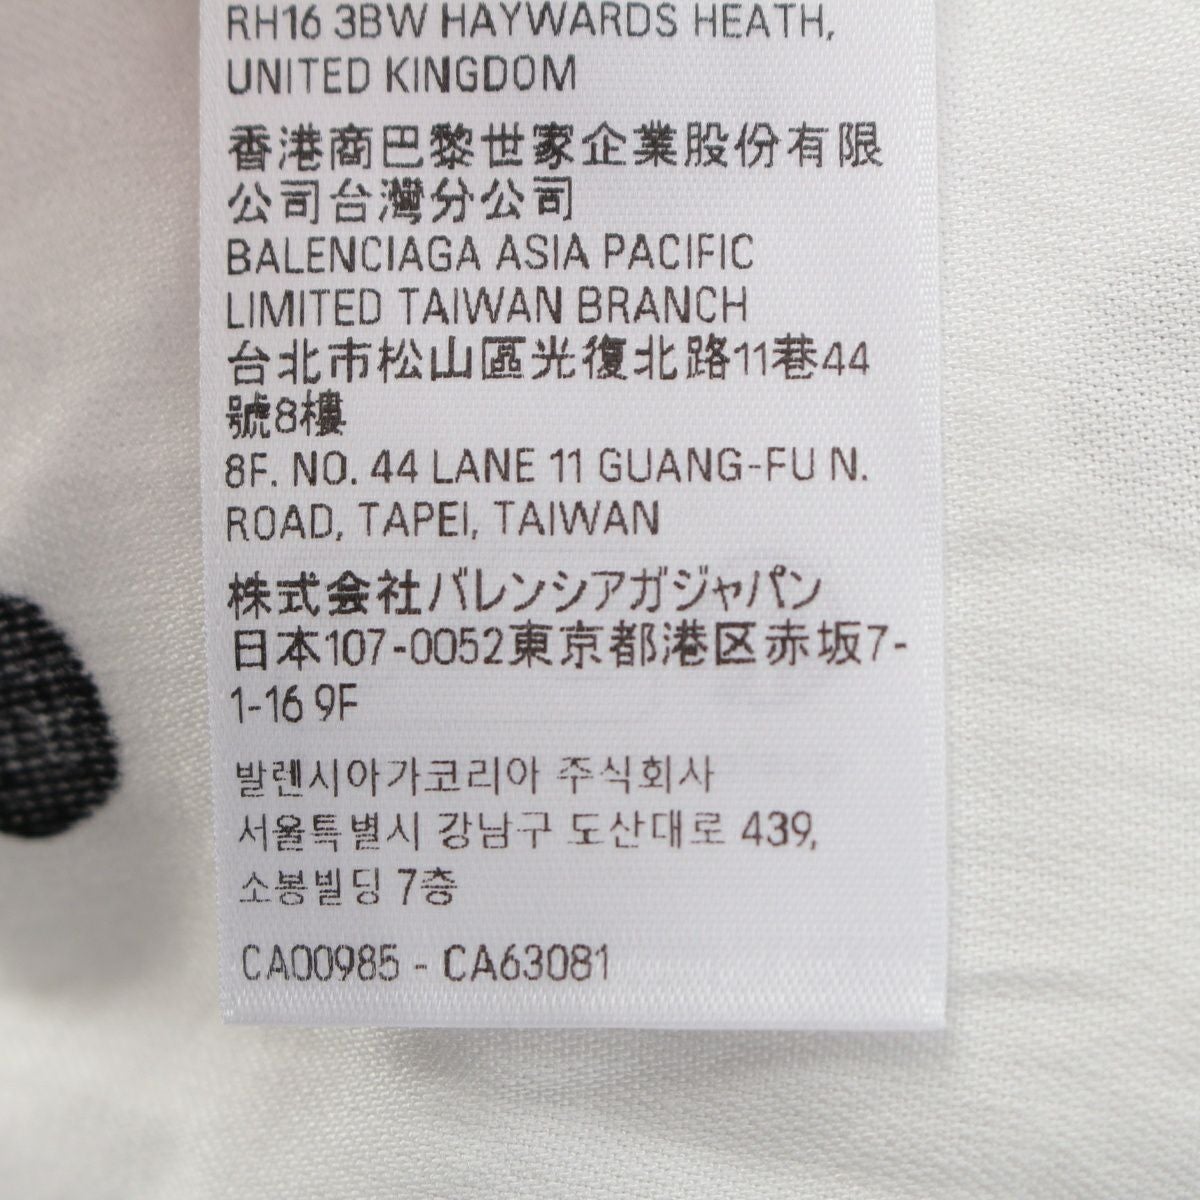 RH16 3BW HAYWARDS HEATH,
UNITED KINGDOM
香港商巴黎世家企業股份有限
公司台灣分公司
BALENCIAGA ASIA PACIFIC
LIMITED TAIWAN BRANCH
台北市松山區光復北路11巷44
號8樓
8F. NO. 44 LANE 11 GUANG-FU N.
ROAD, TAPEI, TAIWAN
株式会社バレンシアガジャパン
日本107-0052東京都港区赤坂7-
1-16 9F
발렌시아가코리아 주식회사
서울특별시 강남구 도산대로 439,
소봉빌딩 7층
CA00985 - CA63081